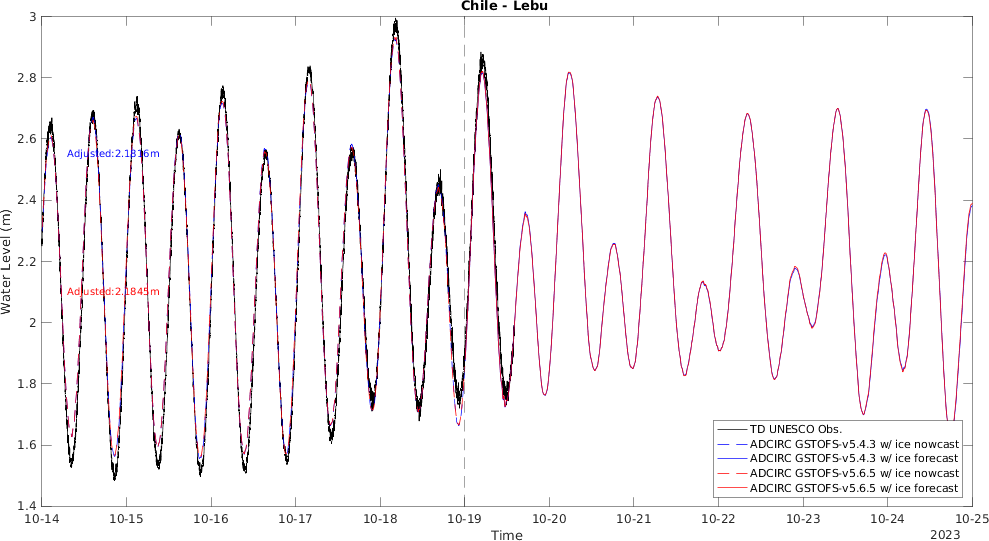 Chile - Lebu
3
2.8
2.6
2.4
2.2
2
1.8
1.6
1.4
Water Level (m)
Adjusted:2.1316m
Adjusted:2.1845m
TD UNESCO Obs.
ADCIRC GSTOFS-v5.4.3 w/ ice nowcast
ADCIRC GSTOFS-v5.4.3 w/ ice forecast
ADCIRC GSTOFS-v5.6.5 w/ ice nowcast
ADCIRC GSTOFS-v5.6.5 w/ ice forecast
10-14 10-15 10-16 10-17 10-18 10-19 10-20 10-21 10-22 10-23 10-24 10-25
Time
2023